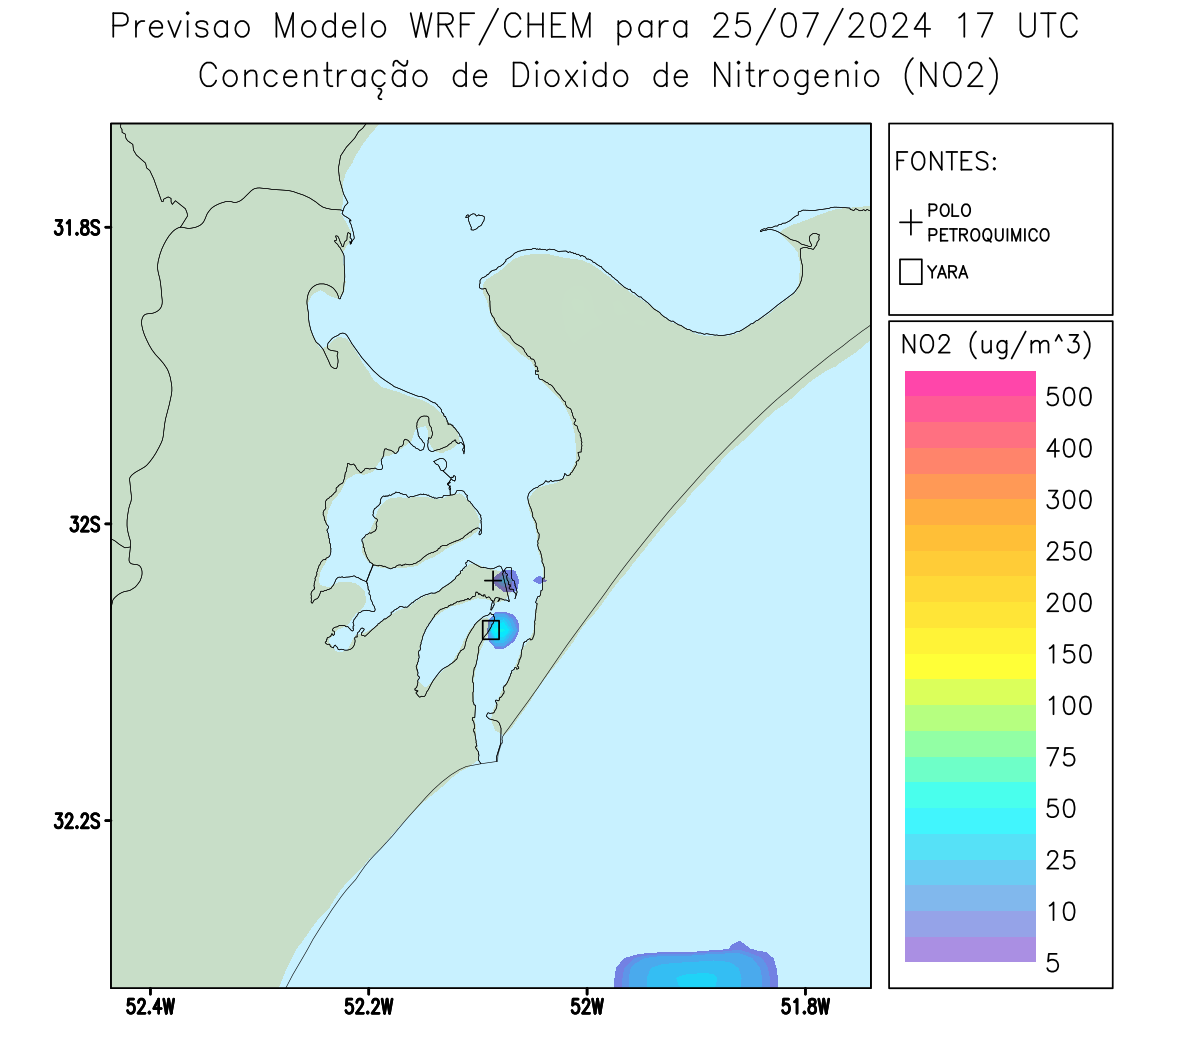 Previsao Modelo WRF/CHEM para 25/07/2024 17 UTC
Concentração de Dioxido de Nitrogenio (NO2)
FONTES:
POLO
PETROQUIMICO
YARA
NO2 (ug/m^3)
500
400
300
250
200
150
100
75
50
25
10
5
31.8S
32S
32.2S
52.4W
52.2W
52W
51.8W